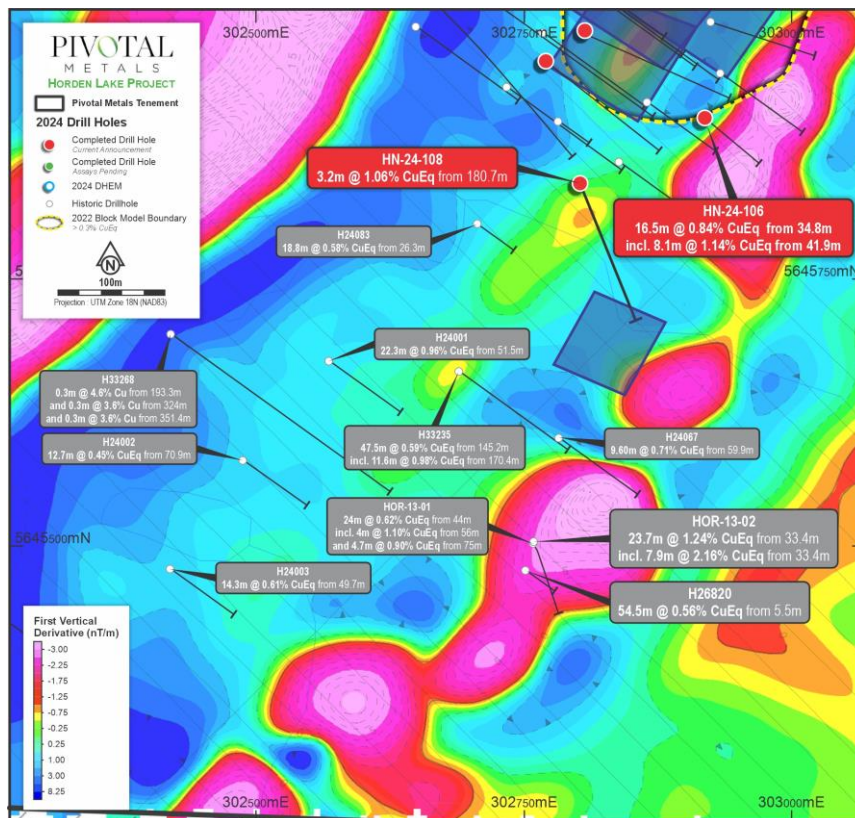 302500mE
302750mE
303000mE
PIVOTAL
METALS
HORDEN LAKE PROJECT
Pivotal Metals Tenement
2024 Drill Holes
Completed Drill Hole
Current Announcement
Completed Drill Hole
Assays Pending
2024 DHEM
Historic Drillhole
2022 Block Model Boundary
> 0.3% CuEq
N
100m
Projection : UTM Zone 18N (NAD83)
HN-24-108
3.2m @ 1.06% CuEq from 180.7m
HN-24-106
16.5m @ 0.84% CuEq from 34.8m
incl. 8.1m @ 1.14% CuEq from 41.9m
H24083
18.8m @ 0.58% CuEq from 26.3m
5645750mN
H24001
22.3m @ 0.96% CuEq from 51.5m
H33268
0.3m @ 4.6% Cu from 193.3m
and 0.3m @ 3.6% Cu from 324m
and 0.3m @ 3.6% Cu from 351.4m
H33235
47.5m @ 0.59% CuEq from 145.2m
incl. 11.6m @ 0.98% CuEq from 170.4m
H24067
9.60m @ 0.71% CuEq from 59.9m
H24002
12.7m @ 0.45% CuEq from 70.9m
HOR-13-01
24m @ 0.62% CuEq from 44m
incl. 4m @ 1.10% CuEq from 56m
and 4.7m @ 0.90% CuEq from 75m
HOR-13-02
23.7m @ 1.24% CuEq from 33.4m
incl. 7.9m @ 2.16% CuEq from 33.4m
5645500mN
H24003
14.3m @ 0.61% CuEq from 49.7m
H26820
54.5m @ 0.56% CuEq from 5.5m
First Vertical
Derivative (nT/m)
-3.00
-2.25
-1.75
-1.25
-0.75
-0.25
0.25
1.00
3.00
8.25
302500mE
302750mE
303000mE